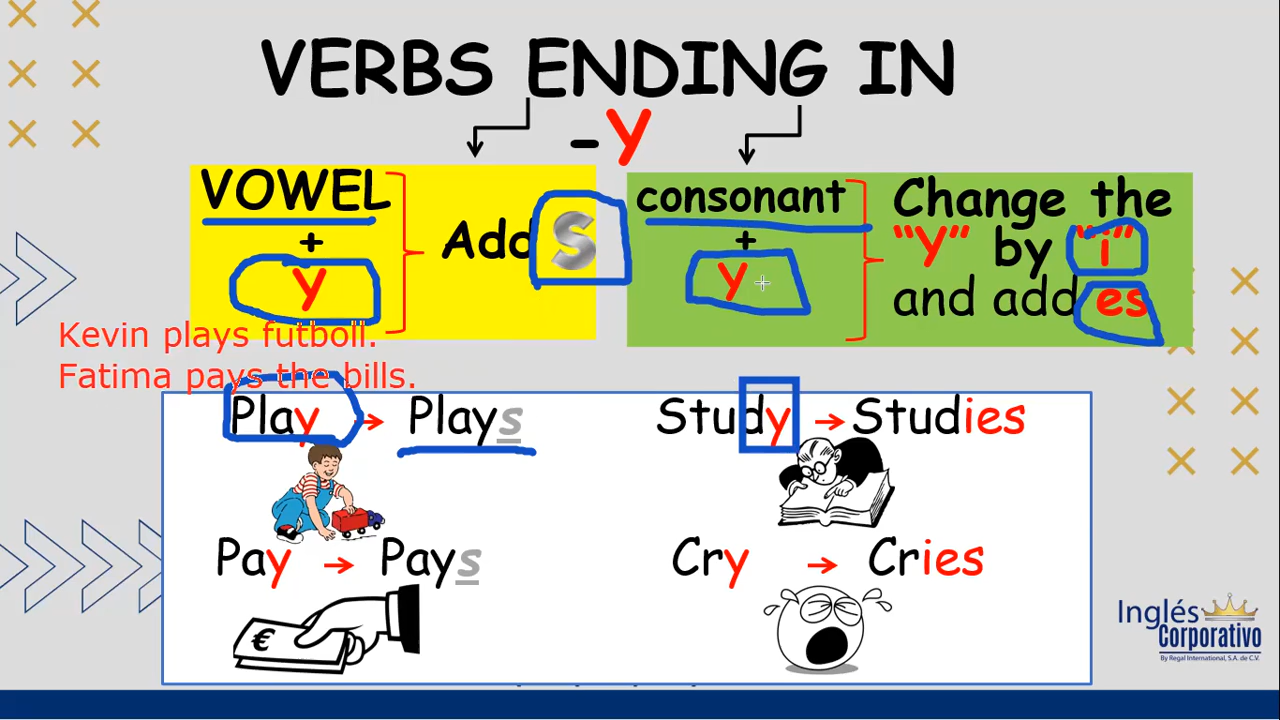 VERBS ENDING IN
-Y
VOWEL
+
Y
Add S
consonant
+
Y
Change the
"Y" by "i"
and add es
Kevin plays futboll.
Fatima pays the bills.
Play → Plays
Study → Studies
Pay → Pays
Cry → Cries
€
Inglés
Corporativo
By Regal International, S.A. de C.V.